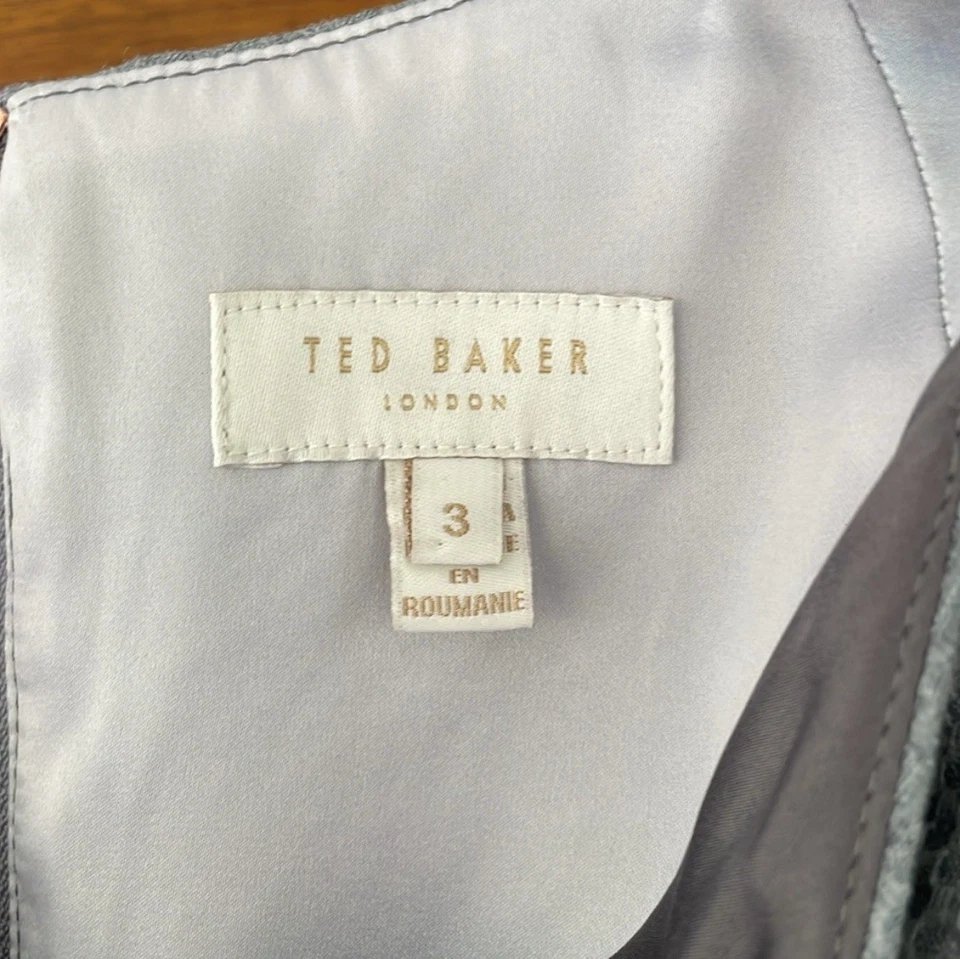 TED BAKER
LONDON
3
EN
ROUMANIE